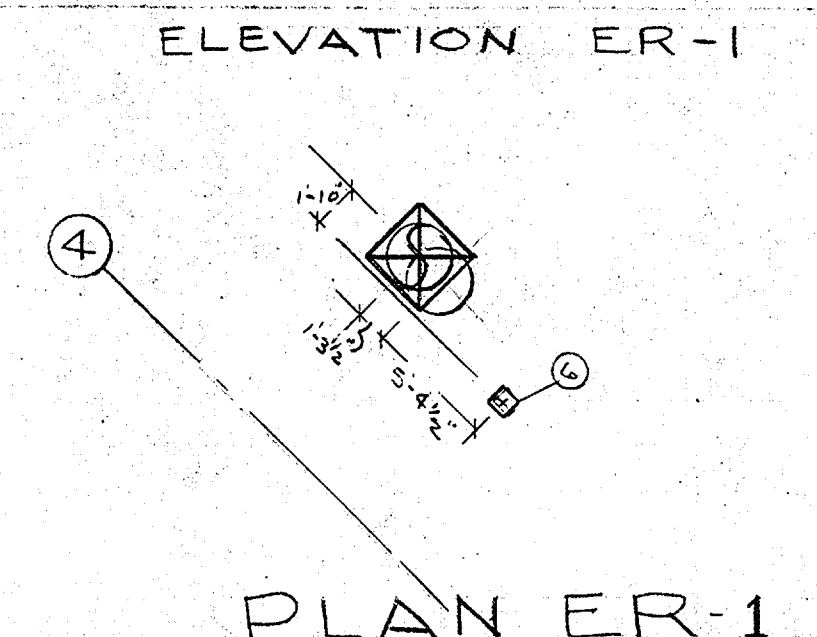 ELEVATION ER-1
1'-10"
4
1'-3½"
5'-4½"
6
PLAN ER-1